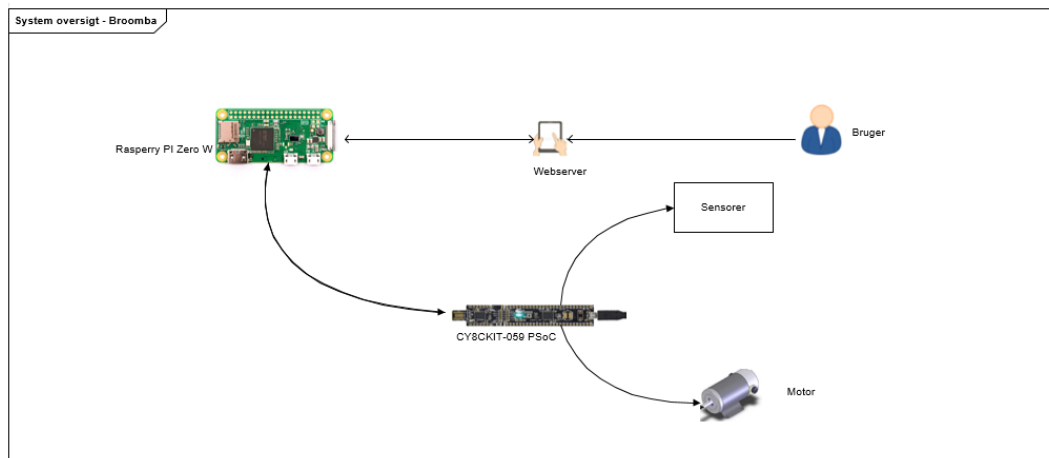 System oversigt - Broomba
Rasperry PI Zero W
Webserver
Bruger
Sensorer
CY8CKIT-059 PSoC
Motor